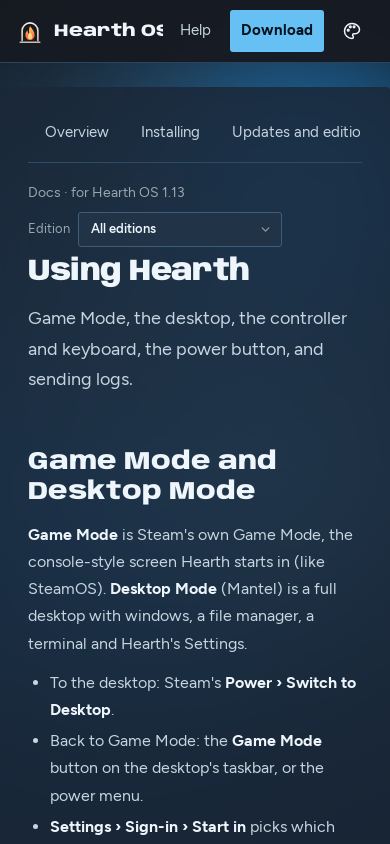 Hearth OS
Help
Download
Overview
Installing
Updates and editio
Docs · for Hearth OS 1.13
Edition
All editions
Using Hearth
Game Mode, the desktop, the controller
and keyboard, the power button, and
sending logs.
Game Mode and
Desktop Mode
Game Mode is Steam's own Game Mode, the
console-style screen Hearth starts in (like
SteamOS). Desktop Mode (Mantel) is a full
desktop with windows, a file manager, a
terminal and Hearth's Settings.
• To the desktop: Steam's Power › Switch to
Desktop.
• Back to Game Mode: the Game Mode
button on the desktop's taskbar, or the
power menu.
• Settings › Sign-in › Start in picks which